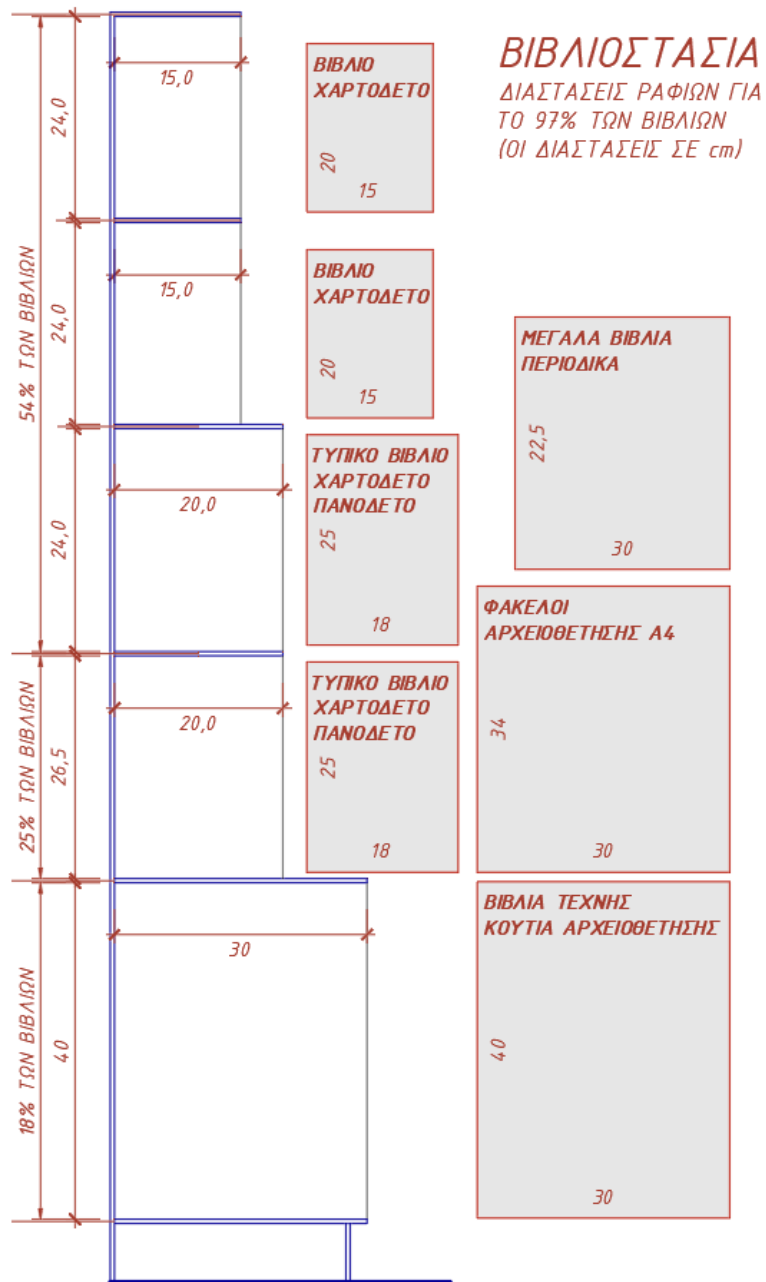 ΒΙΒΛΙΟΣΤΑΣΙΑ
ΔΙΑΣΤΑΣΕΙΣ ΡΑΦΙΩΝ ΓΙΑ
ΤΟ 97% ΤΩΝ ΒΙΒΛΙΩΝ
(ΟΙ ΔΙΑΣΤΑΣΕΙΣ ΣΕ cm)
54% ΤΩΝ ΒΙΒΛΙΩΝ
24,0
15,0
ΒΙΒΛΙΟ
ΧΑΡΤΟΔΕΤΟ
20
15
24,0
15,0
ΒΙΒΛΙΟ
ΧΑΡΤΟΔΕΤΟ
20
15
ΜΕΓΑΛΑ ΒΙΒΛΙΑ
ΠΕΡΙΟΔΙΚΑ
22,5
30
24,0
20,0
ΤΥΠΙΚΟ ΒΙΒΛΙΟ
ΧΑΡΤΟΔΕΤΟ
ΠΑΝΟΔΕΤΟ
25
18
ΦΑΚΕΛΟΙ
ΑΡΧΕΙΟΘΕΤΗΣΗΣ Α4
34
30
25% ΤΩΝ ΒΙΒΛΙΩΝ
26,5
20,0
ΤΥΠΙΚΟ ΒΙΒΛΙΟ
ΧΑΡΤΟΔΕΤΟ
ΠΑΝΟΔΕΤΟ
25
18
18% ΤΩΝ ΒΙΒΛΙΩΝ
40
30
ΒΙΒΛΙΑ ΤΕΧΝΗΣ
ΚΟΥΤΙΑ ΑΡΧΕΙΟΘΕΤΗΣΗΣ
40
30